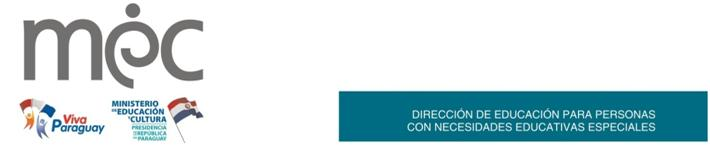 mec
Viva
Paraguay
MINISTERIO
DE EDUCACIÓN
Y CULTURA
PRESIDENCIA
DE LA REPÚBLICA
DEL PARAGUAY
DIRECCIÓN DE EDUCACIÓN PARA PERSONAS
CON NECESIDADES EDUCATIVAS ESPECIALES